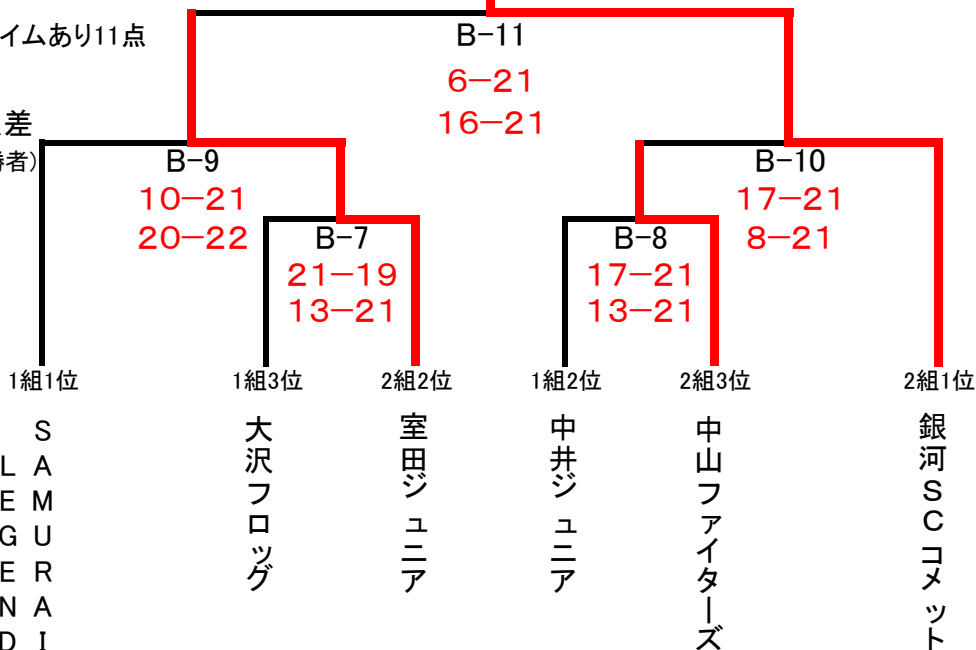 イムあり11点
B-11
6-21
16-21
差
者)
B-9
10-21
20-22
B-10
17-21
8-21
B-7
21-19
13-21
B-8
17-21
13-21
1組1位
1組3位
2組2位
1組2位
2組3位
2組1位
SAMURAI
LEGEND
大沢フロッグ
室田ジュニア
中井ジュニア
中山ファイターズ
銀河SCコメット